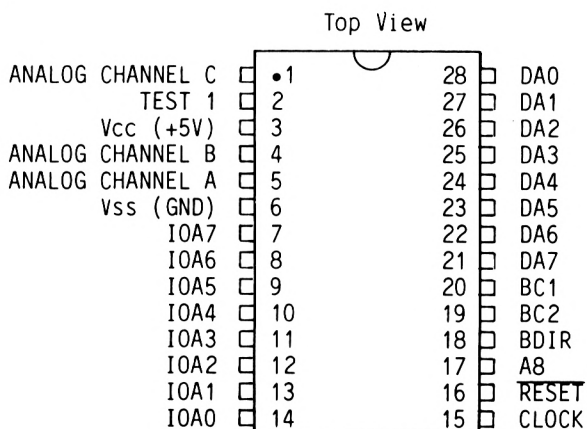 Top View
ANALOG CHANNEL C •1 28 DA0
TEST 1 2 27 DA1
Vcc (+5V) 3 26 DA2
ANALOG CHANNEL B 4 25 DA3
ANALOG CHANNEL A 5 24 DA4
Vss (GND) 6 23 DA5
IOA7 7 22 DA6
IOA6 8 21 DA7
IOA5 9 20 BC1
IOA4 10 19 BC2
IOA3 11 18 BDIR
IOA2 12 17 A8
IOA1 13 16 RESET
IOA0 14 15 CLOCK